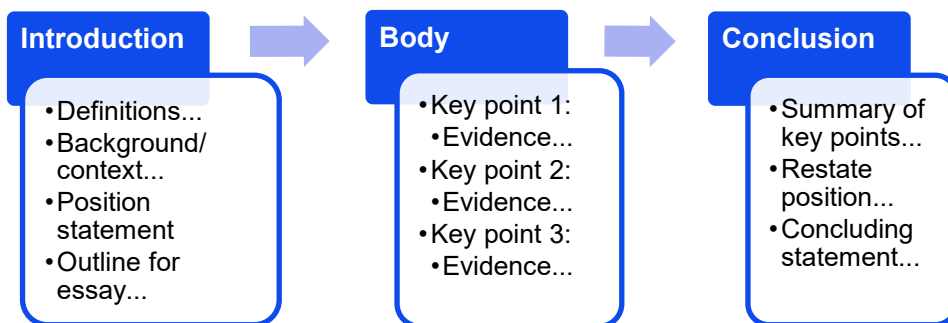 Introduction
•Definitions...
•Background/
context...
•Position
statement
•Outline for
essay...
Body
•Key point 1:
•Evidence...
•Key point 2:
•Evidence...
•Key point 3:
•Evidence...
Conclusion
•Summary of
key points...
•Restate
position...
•Concluding
statement...